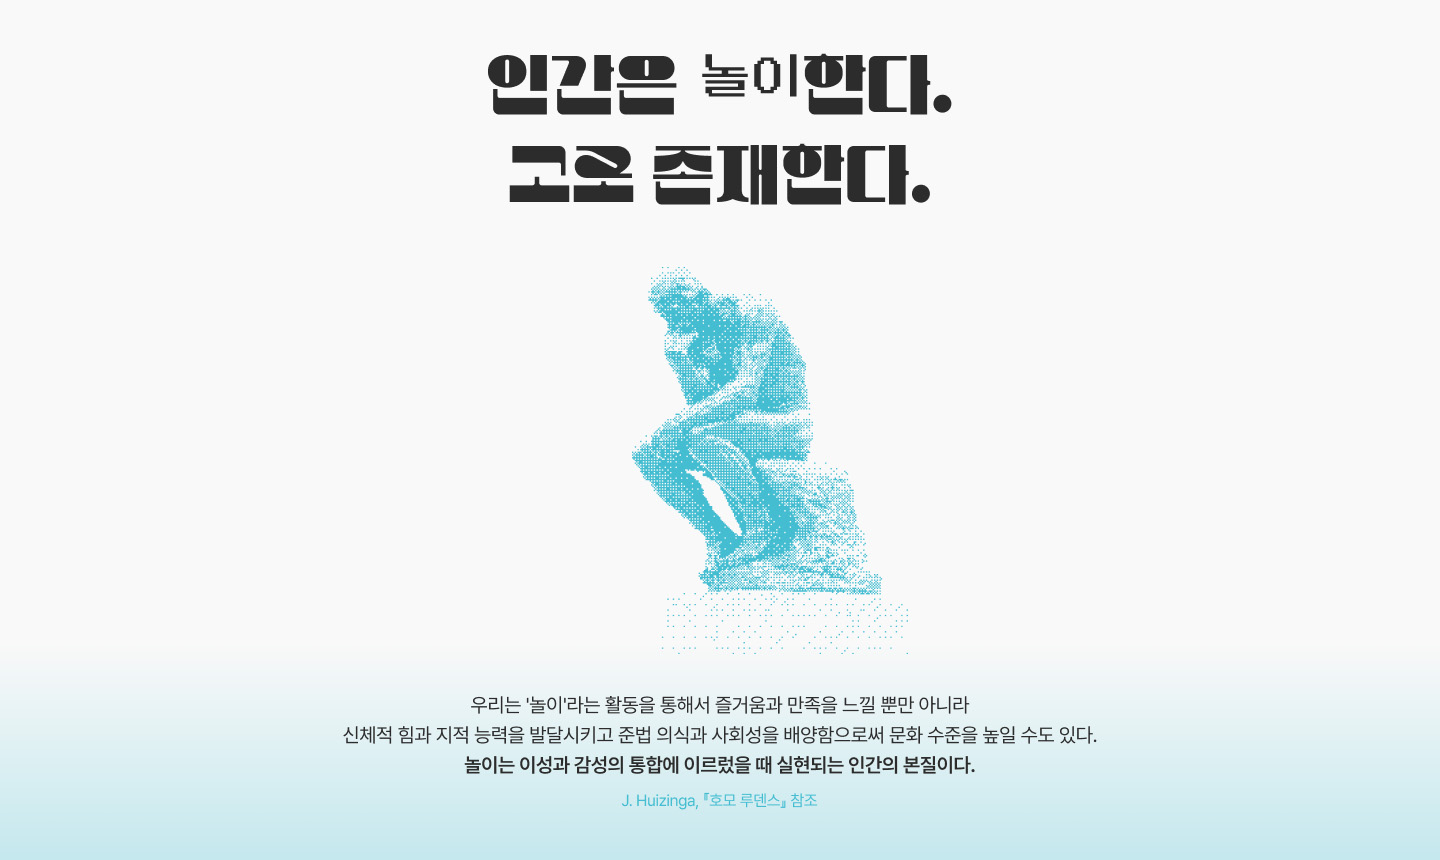 인간은 놀이한다.
고로 존재한다.
우리는 '놀이'라는 활동을 통해서 즐거움과 만족을 느낄 뿐만 아니라
신체적 힘과 지적 능력을 발달시키고 준법 의식과 사회성을 배양함으로써 문화 수준을 높일 수도 있다.
놀이는 이성과 감성의 통합에 이르렀을 때 실현되는 인간의 본질이다.
J. Huizinga, 『호모 루덴스』 참조